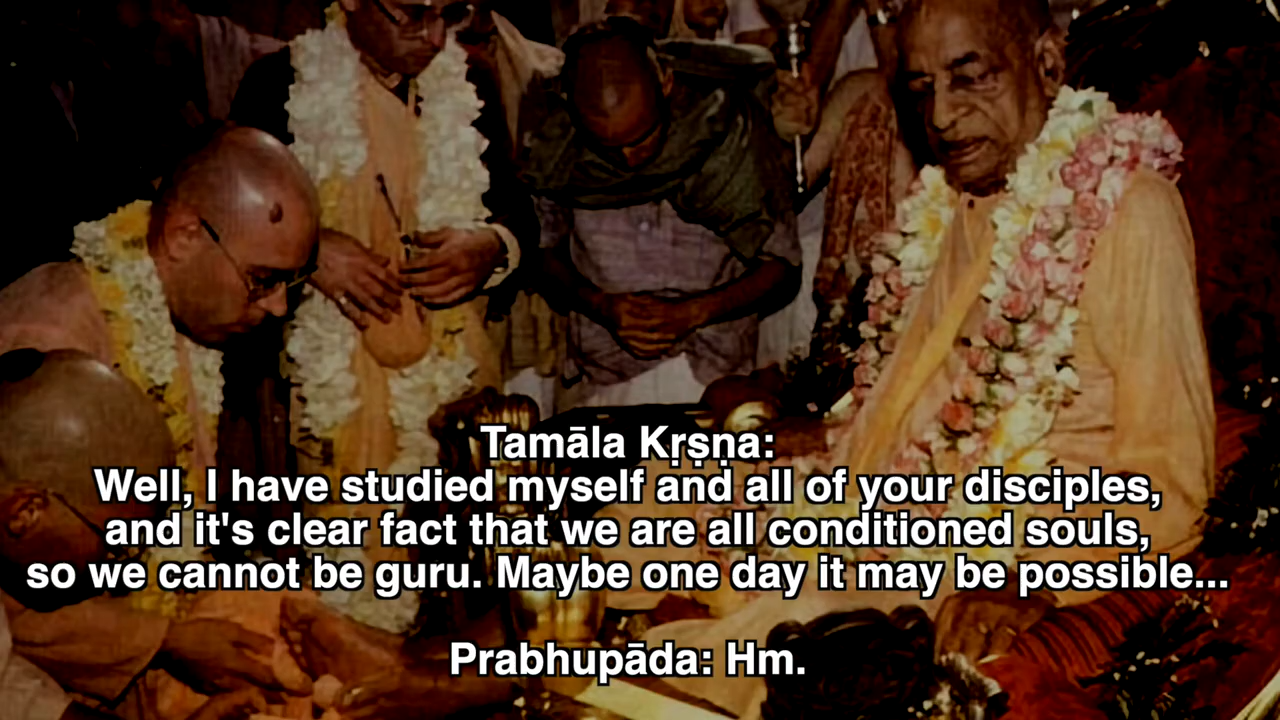 Tamāla Kṛṣṇa:
Well, I have studied myself and all of your disciples,
and it's clear fact that we are all conditioned souls,
so we cannot be guru. Maybe one day it may be possible...
Prabhupāda: Hm.